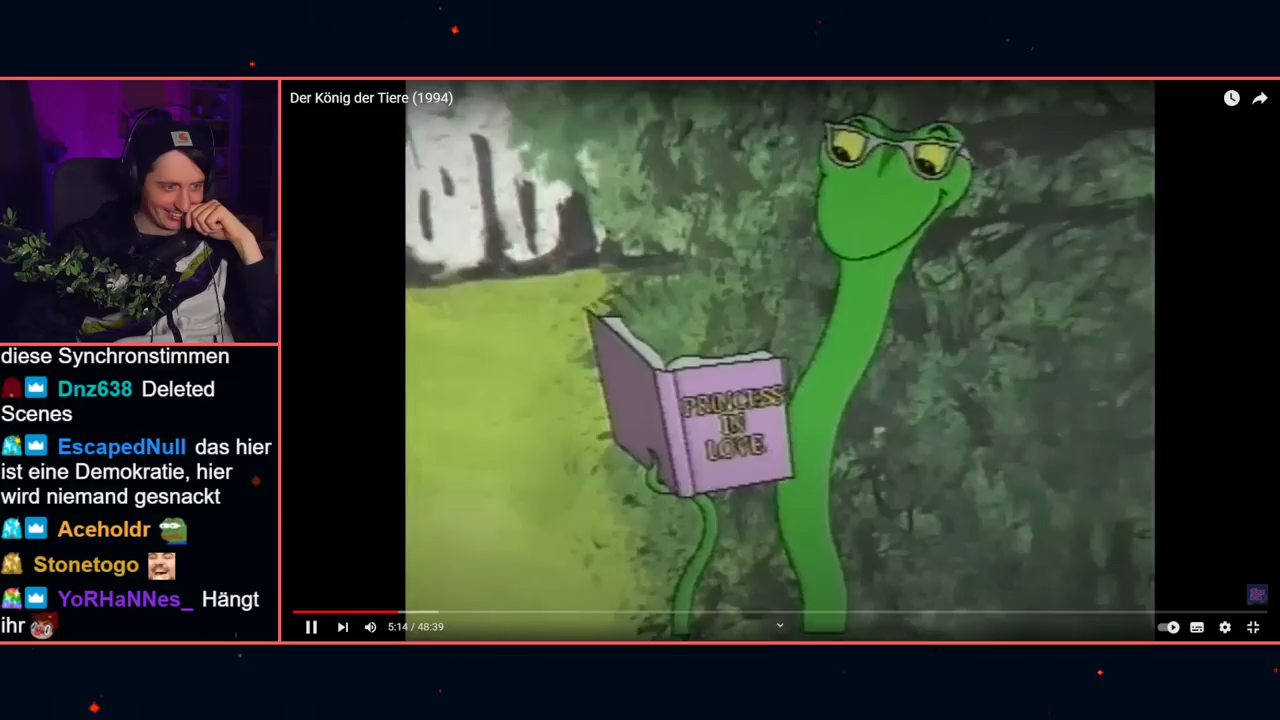 Der König der Tiere (1994)
diese Synchronstimmen
Dnz638 Deleted
Scenes
EscapedNull das hier
ist eine Demokratie, hier
wird niemand gesnackt
Aceholdr
Stonetogo
YoRHaNNes_ Hängt
ihr
PRINCESS
IN
LOVE
5:14 / 48:39